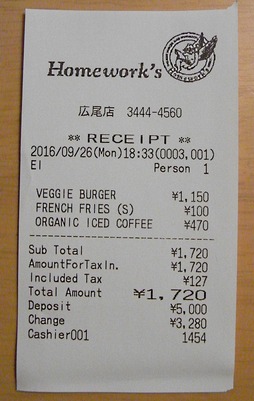 Homework's
HOMEWORK'S
広尾店 3444-4560
** RECEIPT **
2016/09/26(Mon)18:33(0003,001)
EI Person 1
VEGGIE BURGER ¥1,150
FRENCH FRIES (S) ¥100
ORGANIC ICED COFFEE ¥470
Sub Total ¥1,720
AmountForTaxIn. ¥1,720
Included Tax ¥127
Total Amount ¥1,720
Deposit ¥5,000
Change ¥3,280
Cashier001 1454